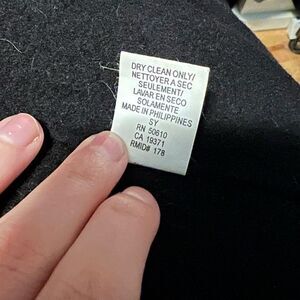 DRY CLEAN ONLY/
NETTOYER A SEC
SEULEMENT/
LAVAR EN SECO
SOLAMENTE
MADE IN PHILIPPINES
SY
RN 50610
CA 19371
RMID# 178